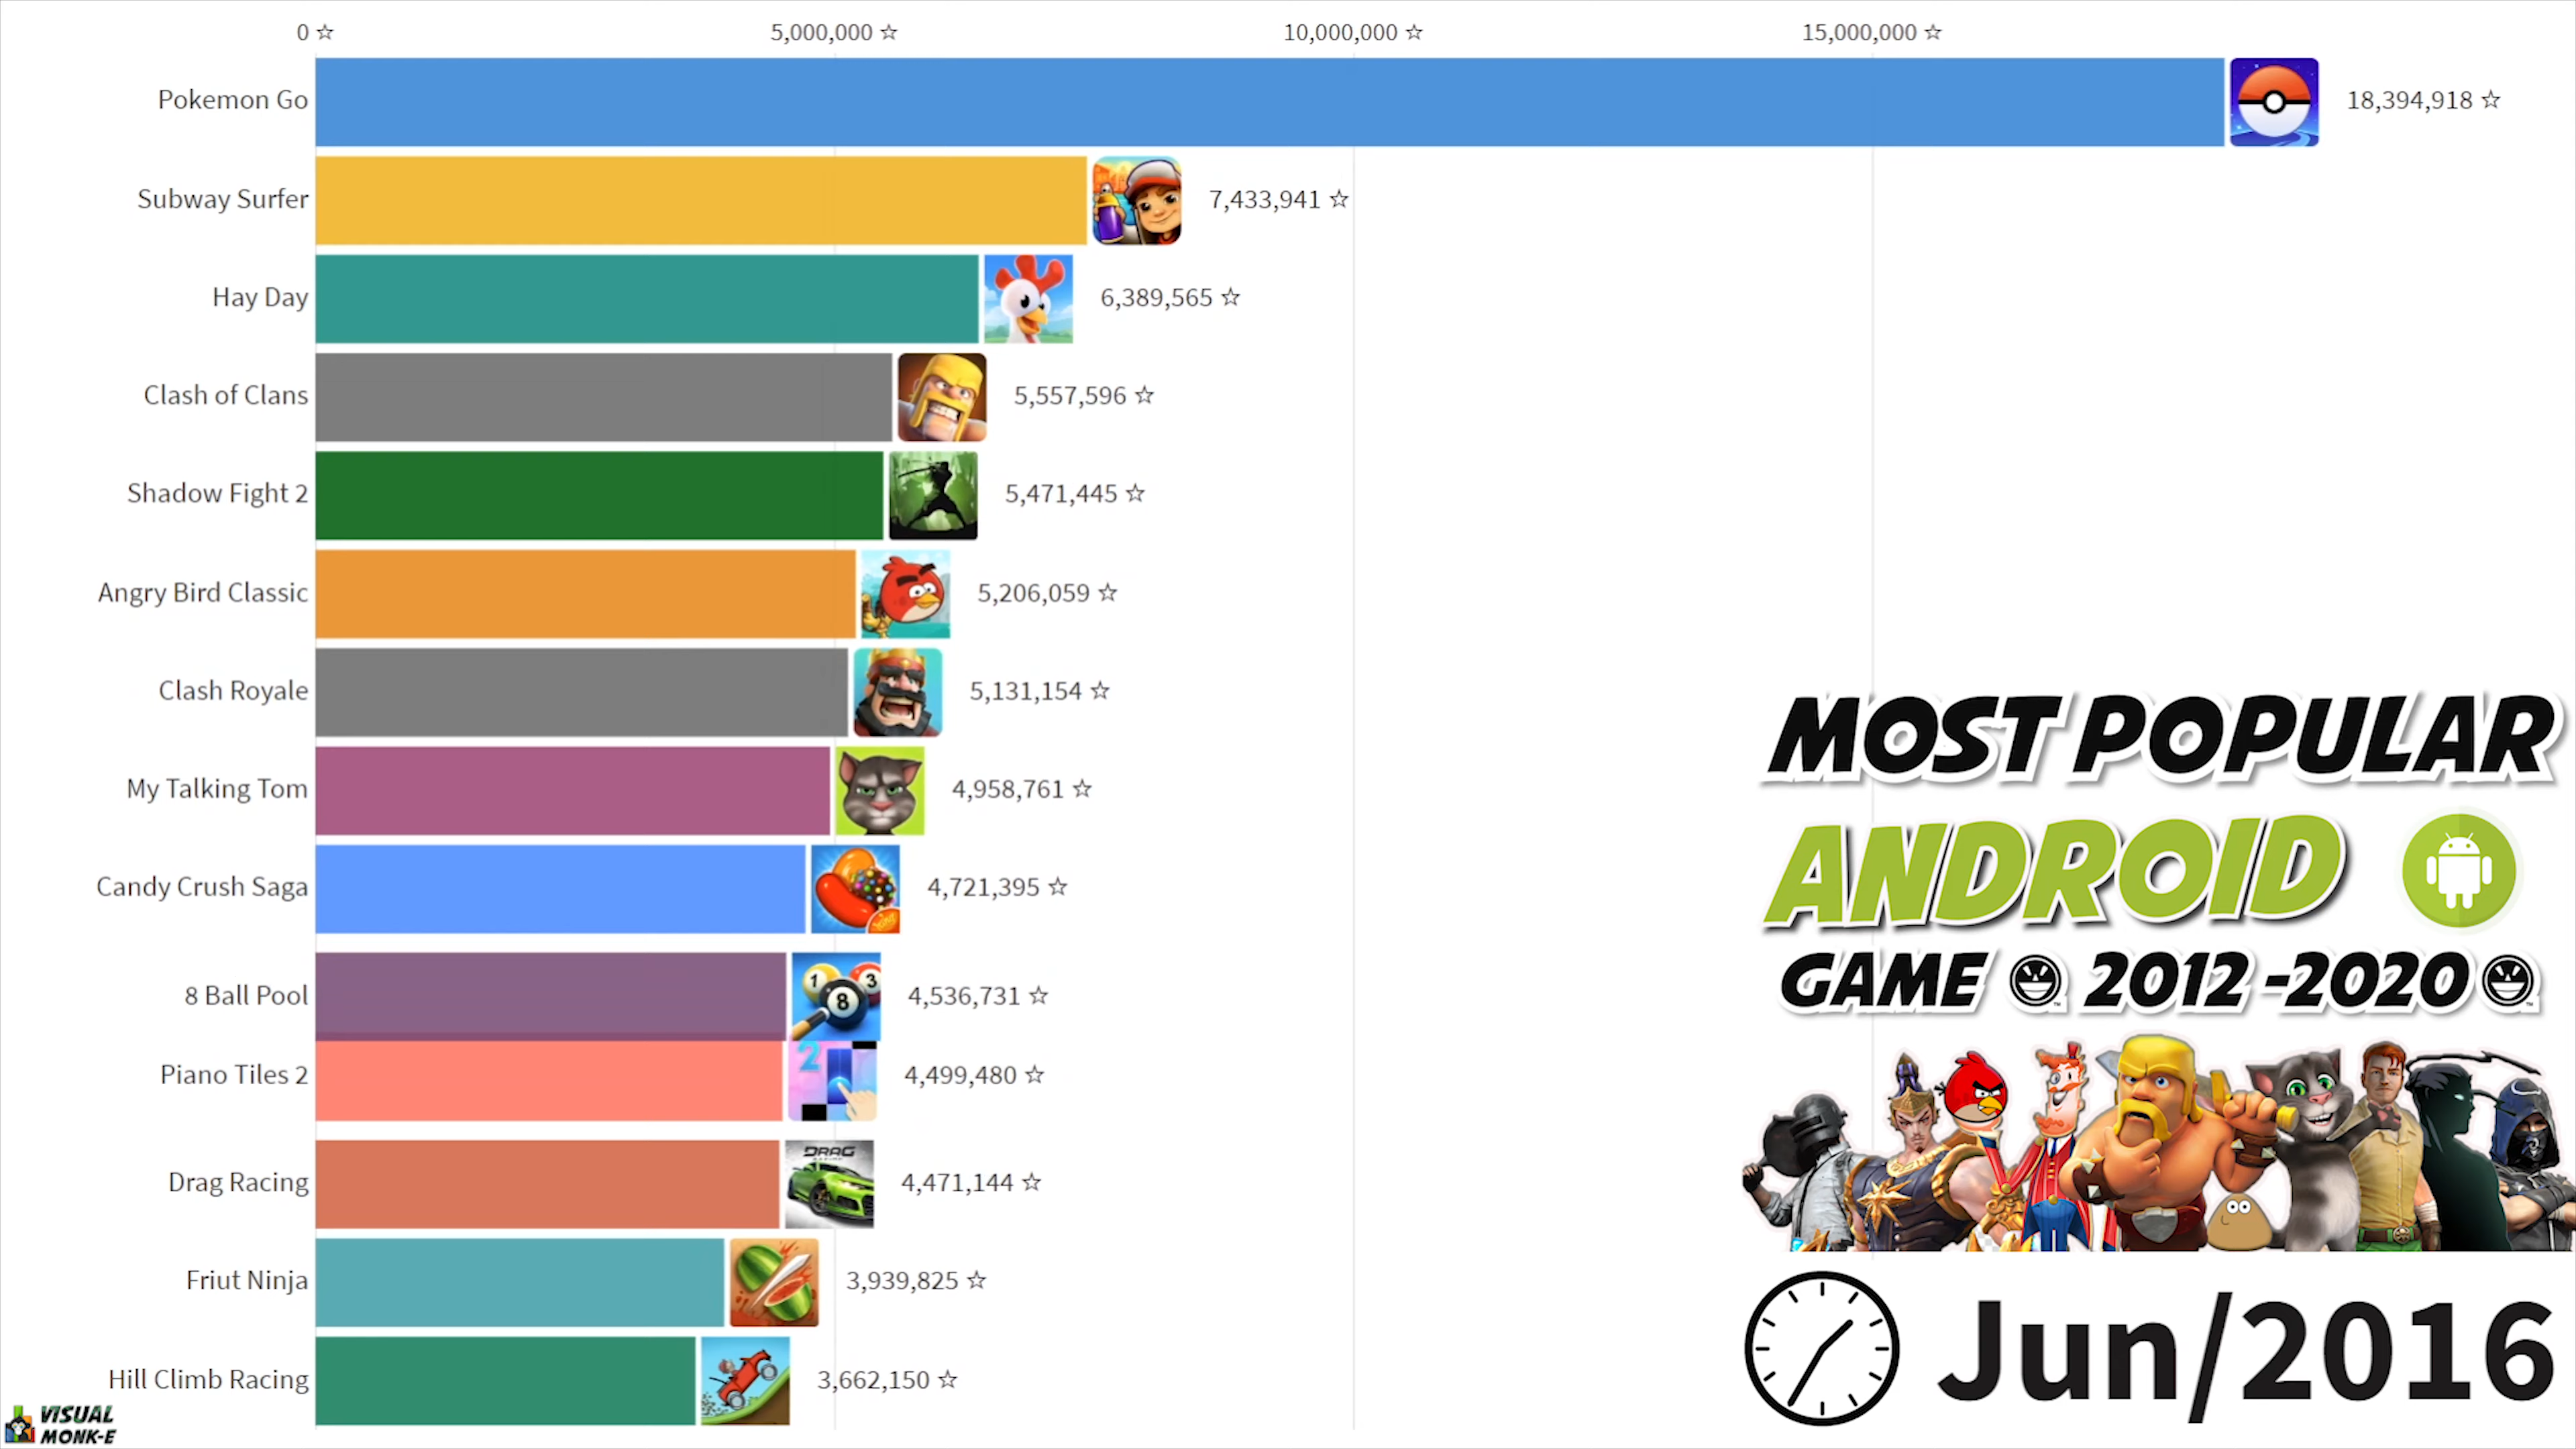 0 ☆ 5,000,000 ☆ 10,000,000 ☆ 15,000,000 ☆
Pokemon Go 18,394,918 ☆
Subway Surfer 7,433,941 ☆
Hay Day 6,389,565 ☆
Clash of Clans 5,557,596 ☆
Shadow Fight 2 5,471,445 ☆
Angry Bird Classic 5,206,059 ☆
Clash Royale 5,131,154 ☆
My Talking Tom 4,958,761 ☆
Candy Crush Saga 4,721,395 ☆
8 Ball Pool 1 3 8 4,536,731 ☆
Piano Tiles 2 2 4,499,480 ☆
Drag Racing DRAG 4,471,144 ☆
Friut Ninja 3,939,825 ☆
Hill Climb Racing 3,662,150 ☆
MOST POPULAR
ANDROID
GAME 2012-2020
Jun/2016
VISUAL
MONK-E